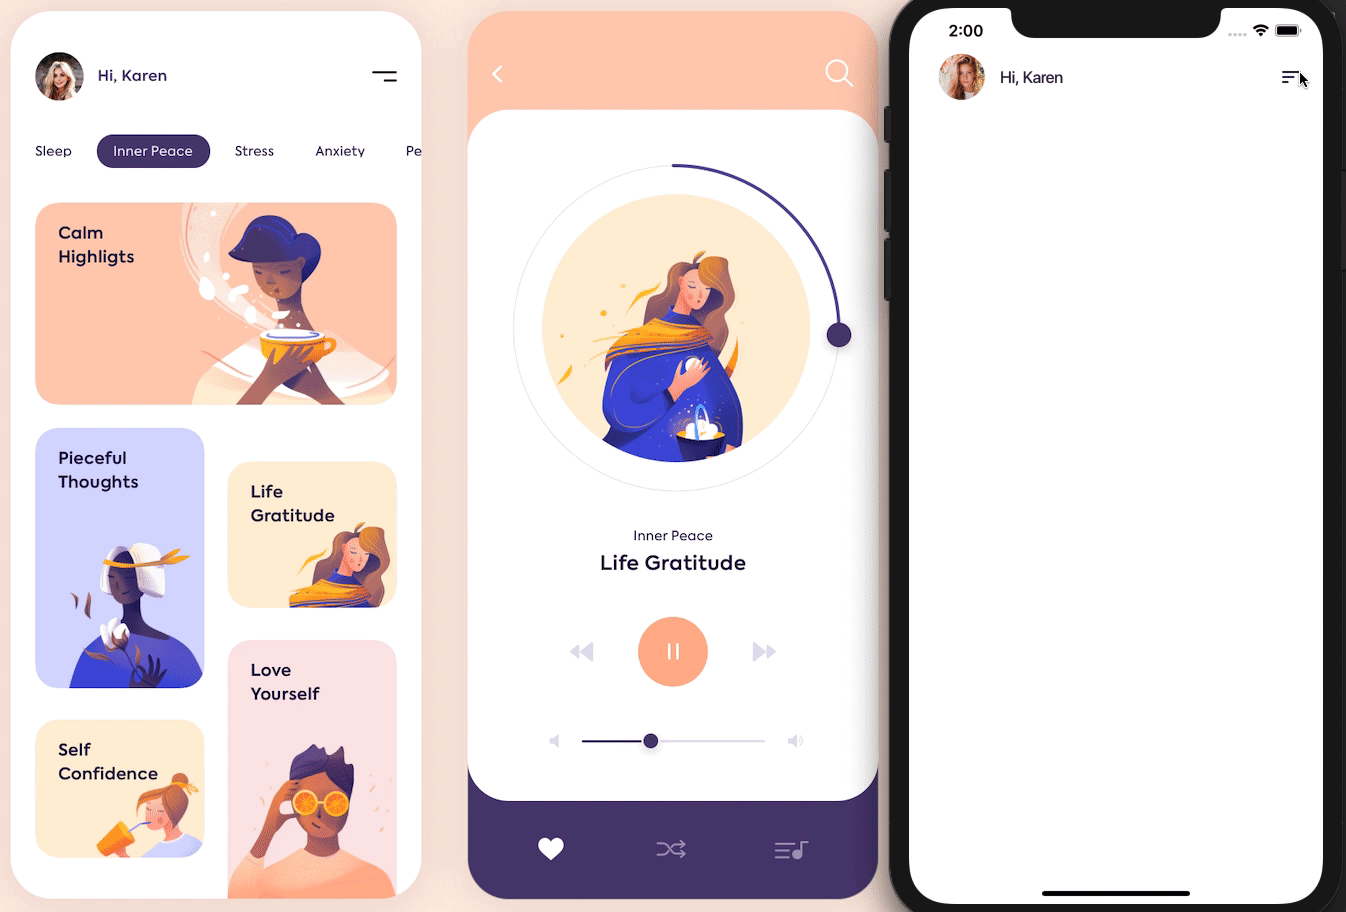 Hi, Karen
Sleep
Inner Peace
Stress
Anxiety
Pe
Calm
Highligts
Pieceful
Thoughts
Life
Gratitude
Love
Yourself
Self
Confidence
Inner Peace
Life Gratitude
2:00
Hi, Karen